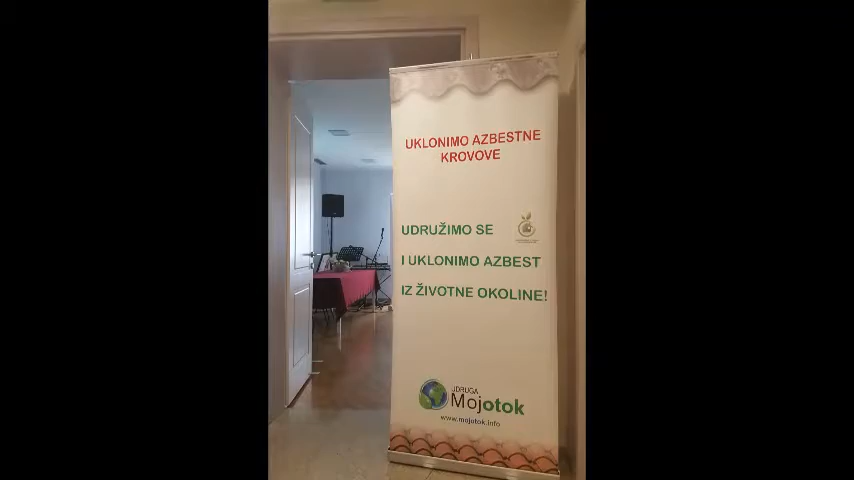 UKLONIMO AZBESTNE
KROVOVE
UDRUŽIMO SE
I UKLONIMO AZBEST
IZ ŽIVOTNE OKOLINE!
UDRUGA
Mojotok
www.mojotok.info